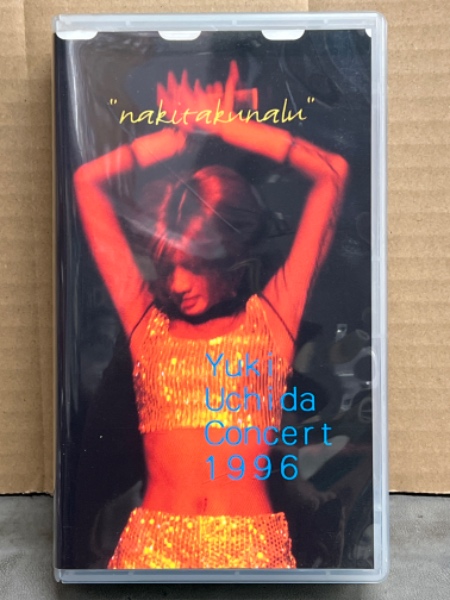 "nakitakunalu"
Yuki
Uchida
Concert
1996